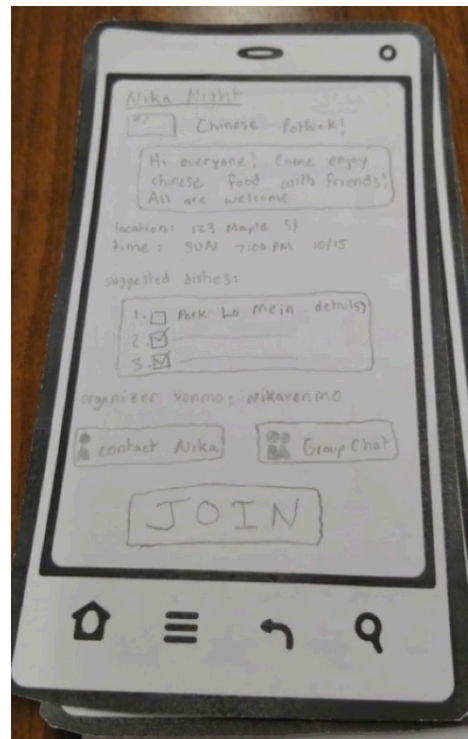 Nika Night
Chinese Potluck!
Hi everyone! Come enjoy
chinese food with friends!
All are welcome
location: 123 Maple St
time: SUN 7:00 PM 10/15
suggested dishes:
1. Pork Lo Mein details>
2.
3.
organizer venmo: Nikavenmo
contact Nika
Group Chat
JOIN